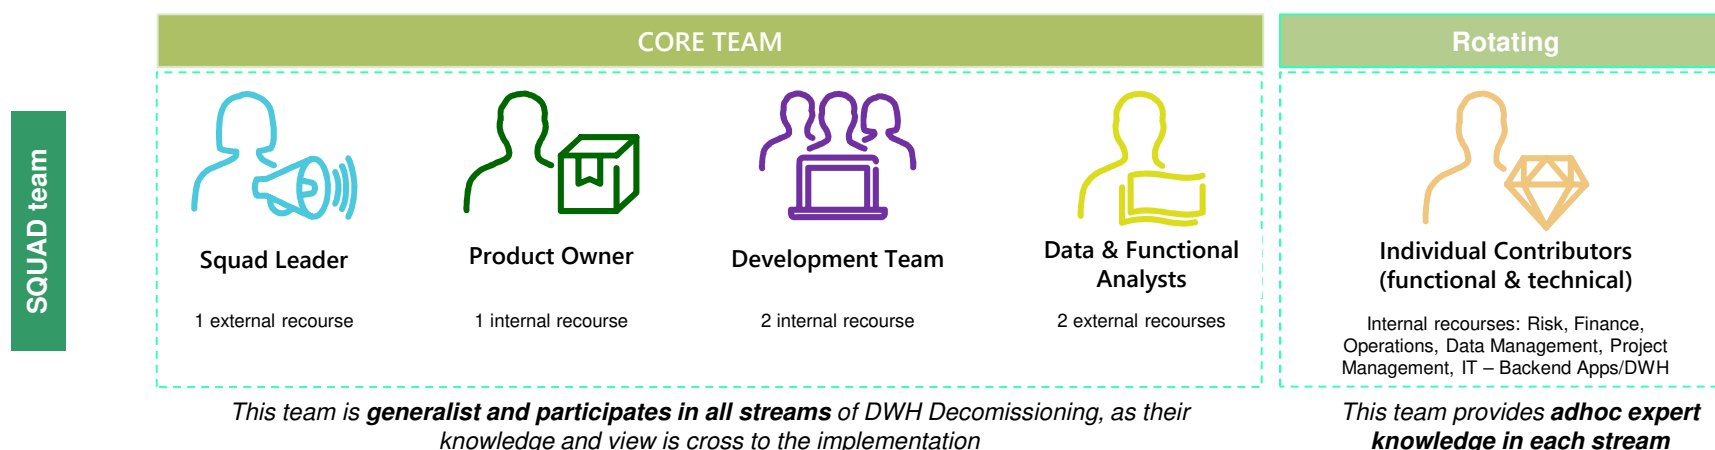 CORE TEAM
Rotating
SQUAD team
Squad Leader
1 external recourse
Product Owner
1 internal recourse
Development Team
2 internal recourse
Data & Functional
Analysts
2 external recourses
Individual Contributors
(functional & technical)
Internal recourses: Risk, Finance,
Operations, Data Management, Project
Management, IT – Backend Apps/DWH
This team is generalist and participates in all streams of DWH Decomissioning, as their
knowledge and view is cross to the implementation
This team provides adhoc expert
knowledge in each stream